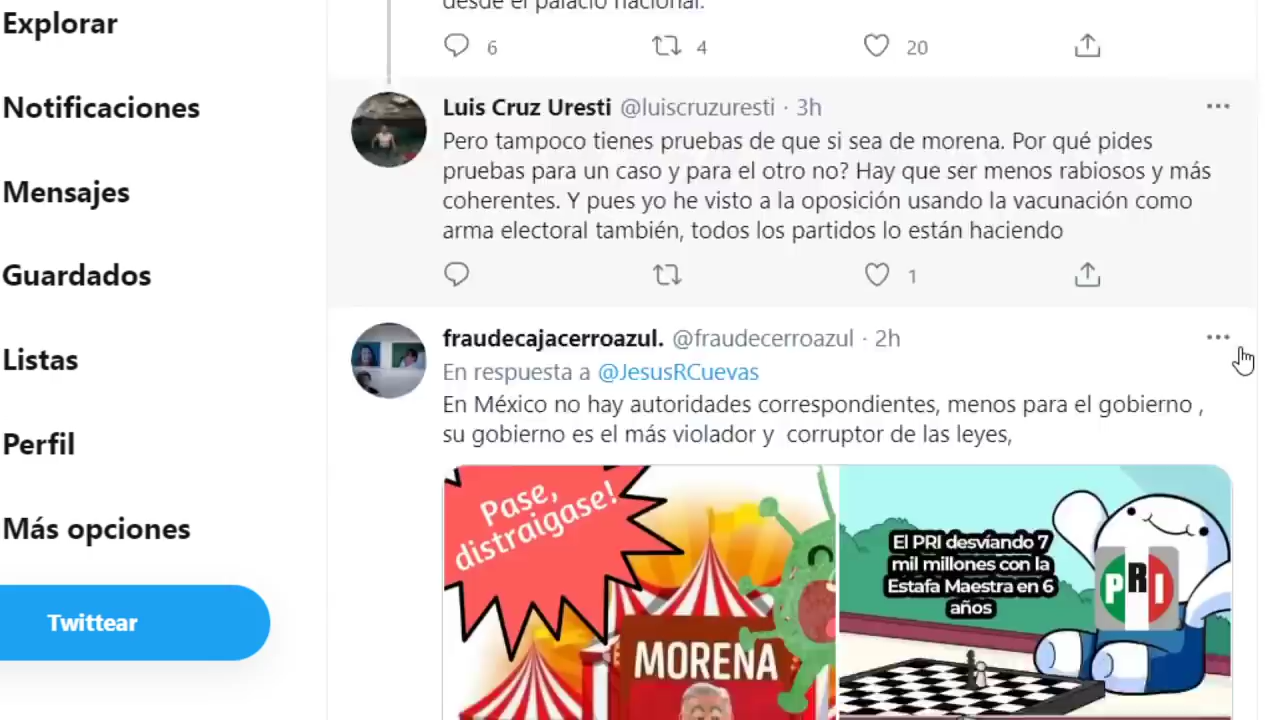 Explorar
Notificaciones
Mensajes
Guardados
Listas
Perfil
Más opciones
Twittear
desde el palacio nacional.
6 4 20
Luis Cruz Uresti @luiscruzuresti · 3h
Pero tampoco tienes pruebas de que si sea de morena. Por qué pides
pruebas para un caso y para el otro no? Hay que ser menos rabiosos y más
coherentes. Y pues yo he visto a la oposición usando la vacunación como
arma electoral también, todos los partidos lo están haciendo
1
fraudecajacerroazul. @fraudecerroazul · 2h
En respuesta a @JesusRCuevas
En México no hay autoridades correspondientes, menos para el gobierno ,
su gobierno es el más violador y corruptor de las leyes,
Pase,
distraigase!
MORENA
El PRI desviando 7
mil millones con la
Estafa Maestra en 6
años
PRI